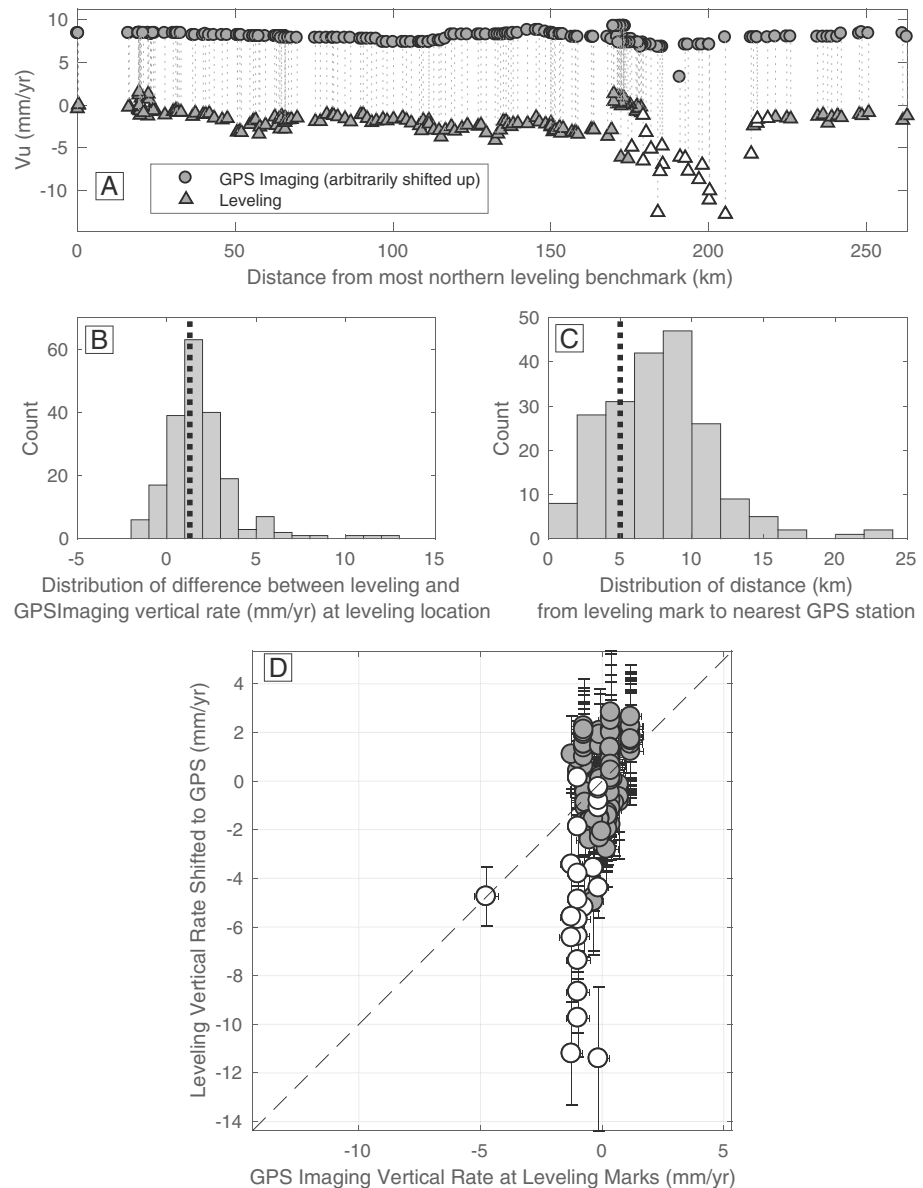 10
5
0
-5
-10
Vu (mm/yr)
A
GPS Imaging (arbitrarily shifted up)
Leveling
0 50 100 150 200 250
Distance from most northern leveling benchmark (km)
B
60
40
20
0
Count
-5 0 5 10 15
Distribution of difference between leveling and
GPSImaging vertical rate (mm/yr) at leveling location
C
50
40
30
20
10
0
Count
0 5 10 15 20 25
Distribution of distance (km)
from leveling mark to nearest GPS station
D
4
2
0
-2
-4
-6
-8
-10
-12
-14
Leveling Vertical Rate Shifted to GPS (mm/yr)
-10 -5 0 5
GPS Imaging Vertical Rate at Leveling Marks (mm/yr)